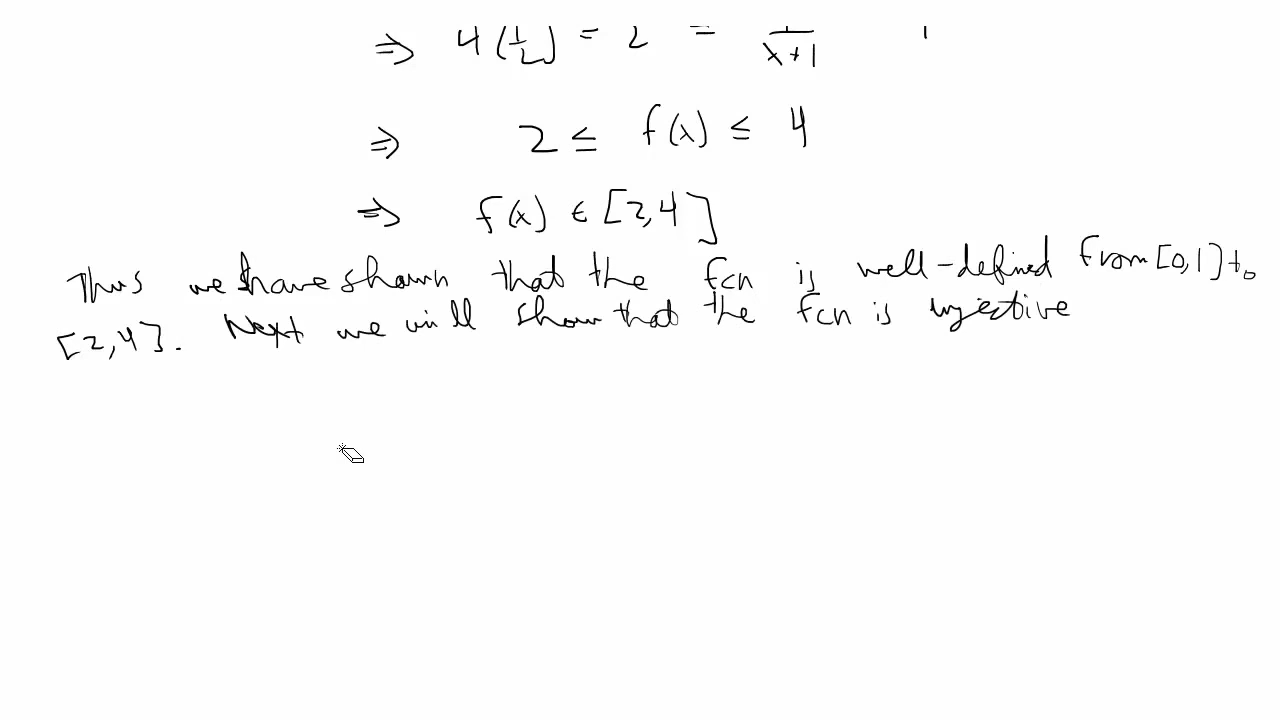 ⇒ 4(1/2) = 2 = x+1
⇒ 2 ≤ f(x) ≤ 4
⇒ f(x) ∈ [2,4]
Thus we have shown that the fcn is well-defined from [0,1] to
[2,4]. Next we will show that the fcn is injective